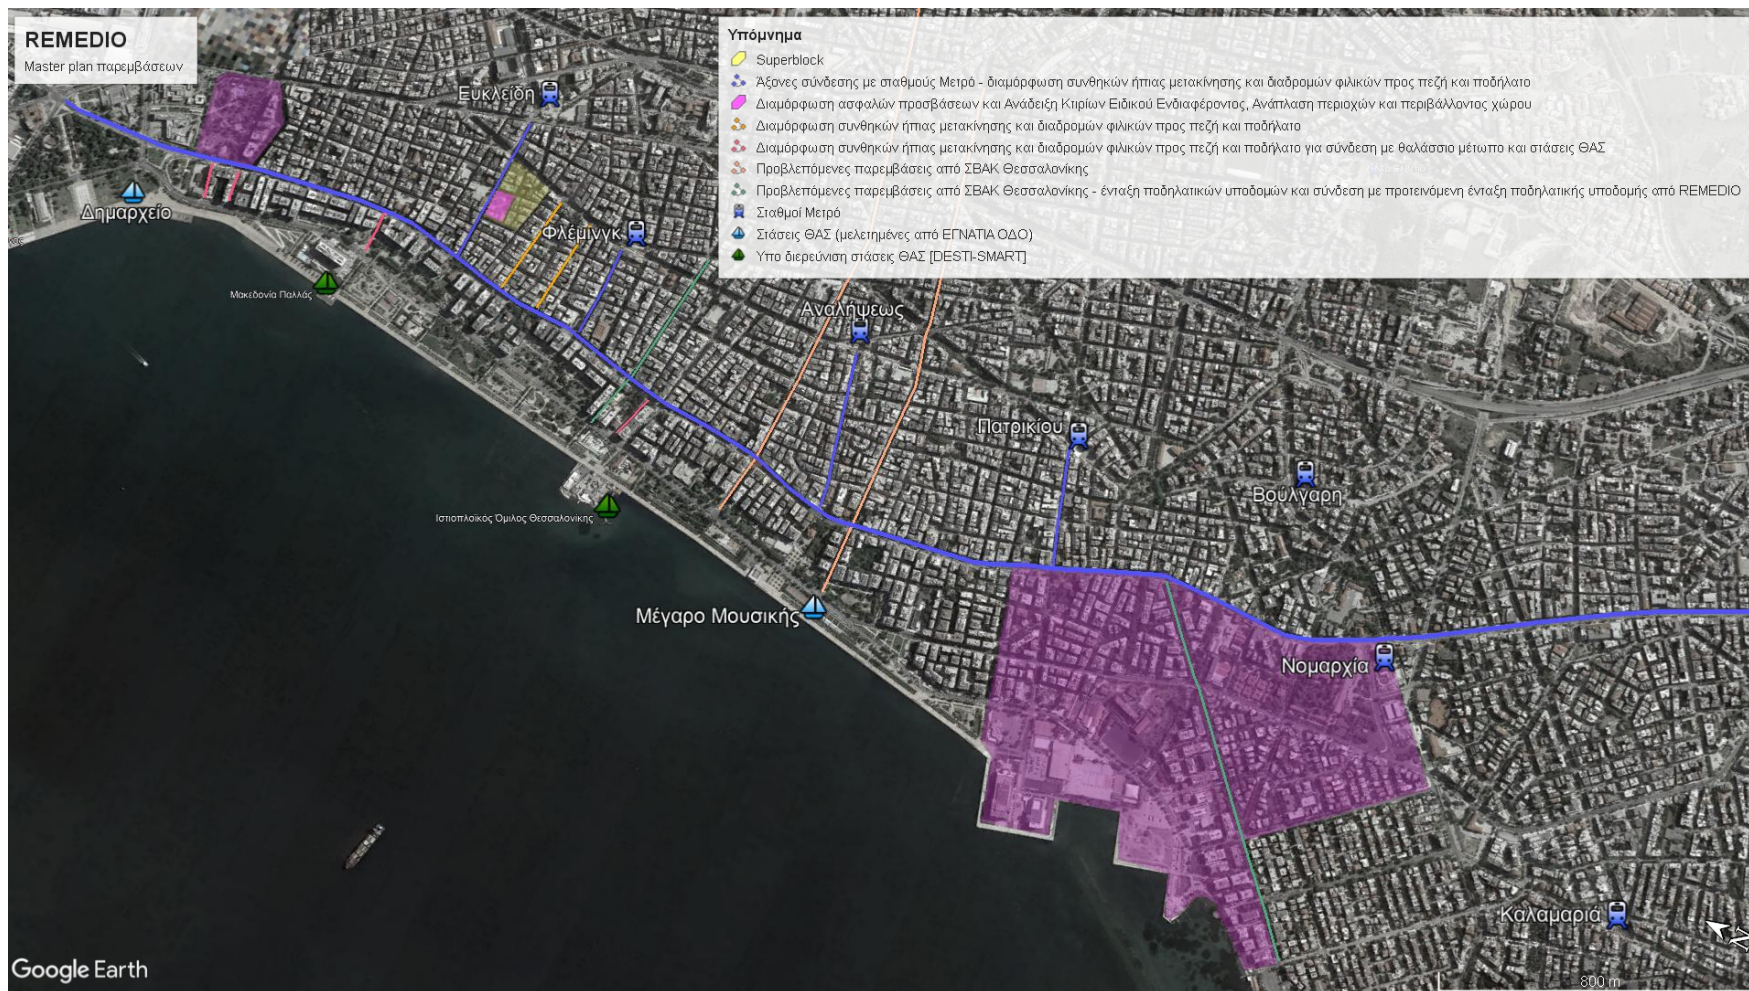 REMEDIO
Master plan παρεμβάσεων
Υπόμνημα
Superblock
Άξονες σύνδεσης με σταθμούς Μετρό - διαμόρφωση συνθηκών ήπιας μετακίνησης και διαδρομών φιλικών προς πεζή και ποδήλατο
Διαμόρφωση ασφαλών προσβάσεων και Ανάδειξη Κτιρίων Ειδικού Ενδιαφέροντος, Ανάπλαση περιοχών και περιβάλλοντος χώρου
Διαμόρφωση συνθηκών ήπιας μετακίνησης και διαδρομών φιλικών προς πεζή και ποδήλατο
Διαμόρφωση συνθηκών ήπιας μετακίνησης και διαδρομών φιλικών προς πεζή και ποδήλατο για σύνδεση με θαλάσσιο μέτωπο και στάσεις ΘΑΣ
Προβλεπόμενες παρεμβάσεις από ΣΒΑΚ Θεσσαλονίκης
Προβλεπόμενες παρεμβάσεις από ΣΒΑΚ Θεσσαλονίκης - ένταξη ποδηλατικών υποδομών και σύνδεση με προτεινόμενη ένταξη ποδηλατικής υποδομής από REMEDIO
Σταθμοί Μετρό
Στάσεις ΘΑΣ (μελετημένες από ΕΓΝΑΤΙΑ ΟΔΟ)
Υπο διερεύνιση στάσεις ΘΑΣ [DESTI-SMART]
Ευκλείδη
Δημαρχείο
Φλέμινγκ
Μακεδονία Παλλάς
Αναλήψεως
Πατρικίου
Βούλγαρη
Ιστιοπλοϊκός Όμιλος Θεσσαλονίκης
Μέγαρο Μουσικής
Νομαρχία
Καλαμαριά
N
Google Earth
800 m